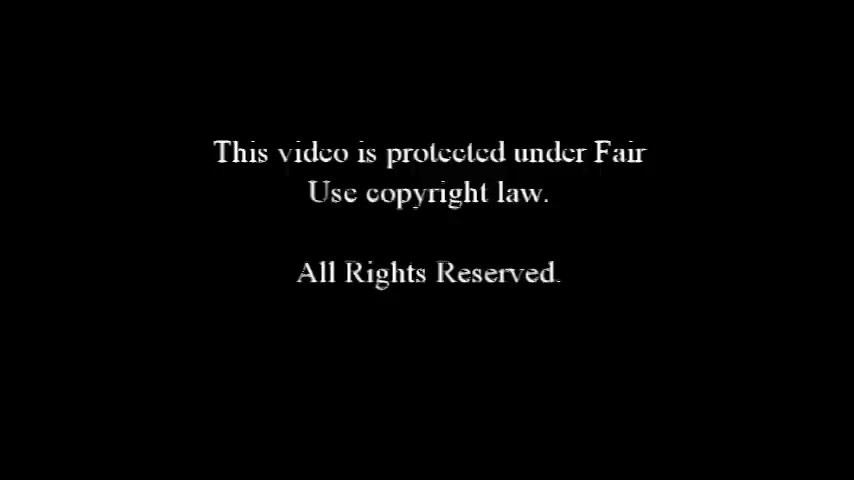 This video is protected under Fair
Use copyright law.
All Rights Reserved.